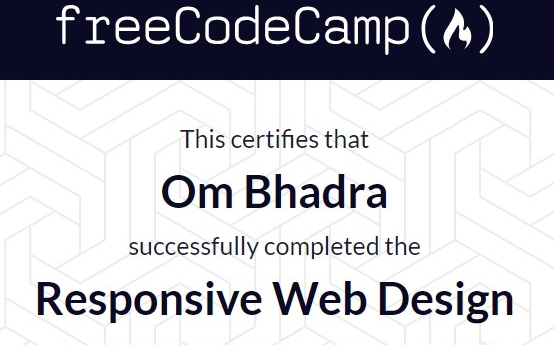 freeCodeCamp(🔥)
This certifies that
Om Bhadra
successfully completed the
Responsive Web Design